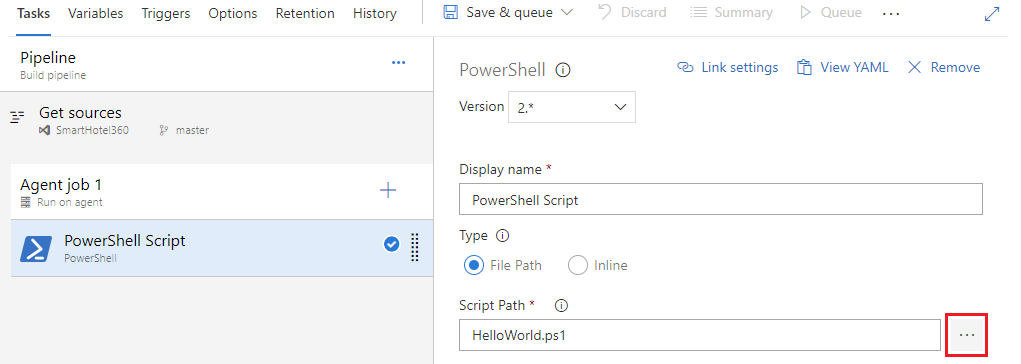 Tasks Variables Triggers Options Retention History
Save & queue Discard Summary Queue ...
Pipeline
Build pipeline
...
Get sources
SmartHotel360 master
Agent job 1
Run on agent
PowerShell Script
PowerShell
PowerShell Link settings View YAML Remove
Version 2.*
Display name *
PowerShell Script
Type
File Path Inline
Script Path *
HelloWorld.ps1 ...